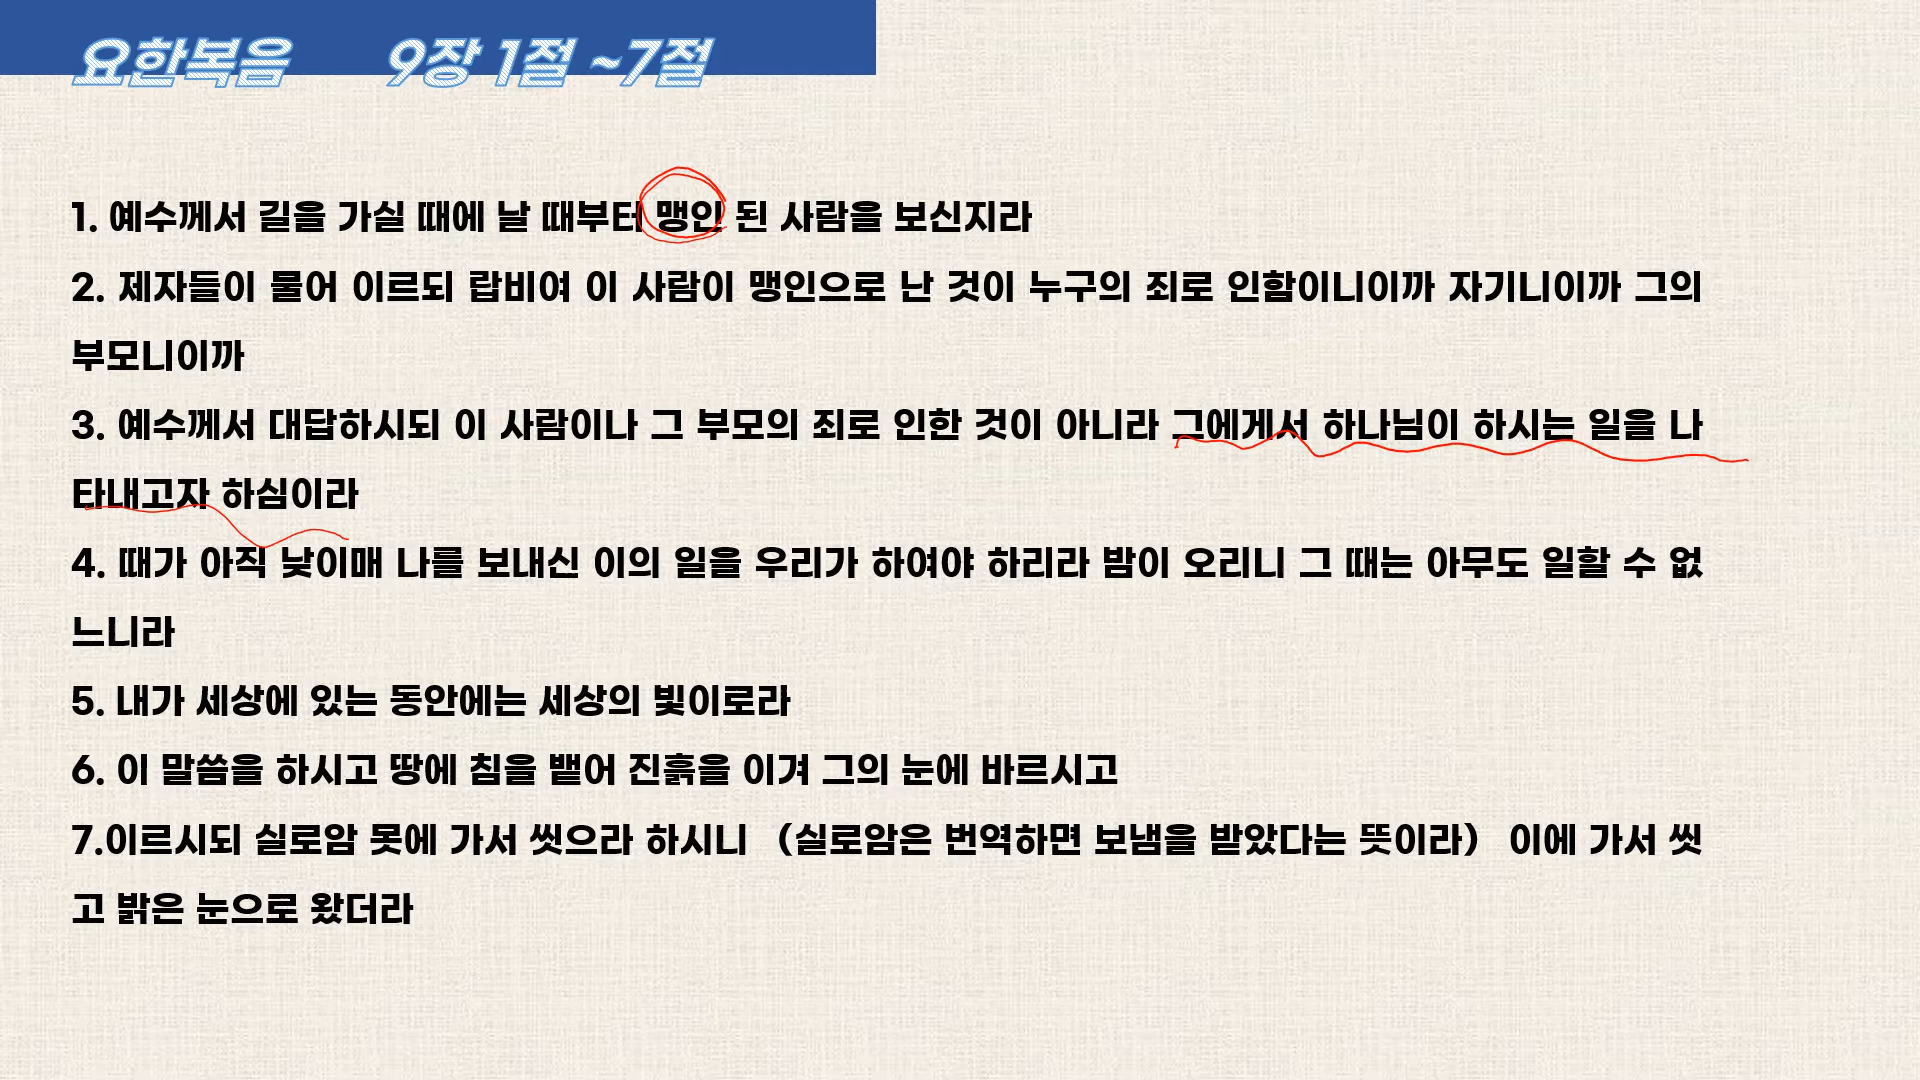 요한복음 9장 1절 ~7절
1. 예수께서 길을 가실 때에 날 때부터 맹인 된 사람을 보신지라
2. 제자들이 물어 이르되 랍비여 이 사람이 맹인으로 난 것이 누구의 죄로 인함이니이까 자기니이까 그의
부모니이까
3. 예수께서 대답하시되 이 사람이나 그 부모의 죄로 인한 것이 아니라 그에게서 하나님이 하시는 일을 나
타내고자 하심이라
4. 때가 아직 낮이매 나를 보내신 이의 일을 우리가 하여야 하리라 밤이 오리니 그 때는 아무도 일할 수 없
느니라
5. 내가 세상에 있는 동안에는 세상의 빛이로라
6. 이 말씀을 하시고 땅에 침을 뱉어 진흙을 이겨 그의 눈에 바르시고
7.이르시되 실로암 못에 가서 씻으라 하시니 (실로암은 번역하면 보냄을 받았다는 뜻이라) 이에 가서 씻
고 밝은 눈으로 왔더라